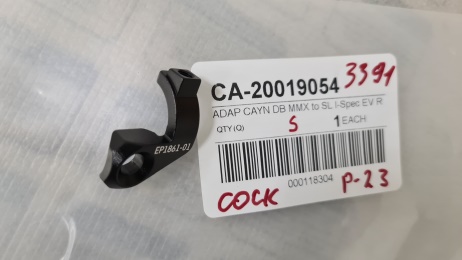 CA-20019054 3391
ADAP CAYN DB MMX to SL I-Spec EV R
QTY (Q) S 1 EACH
EP1861-01
000118304
COCK P-23